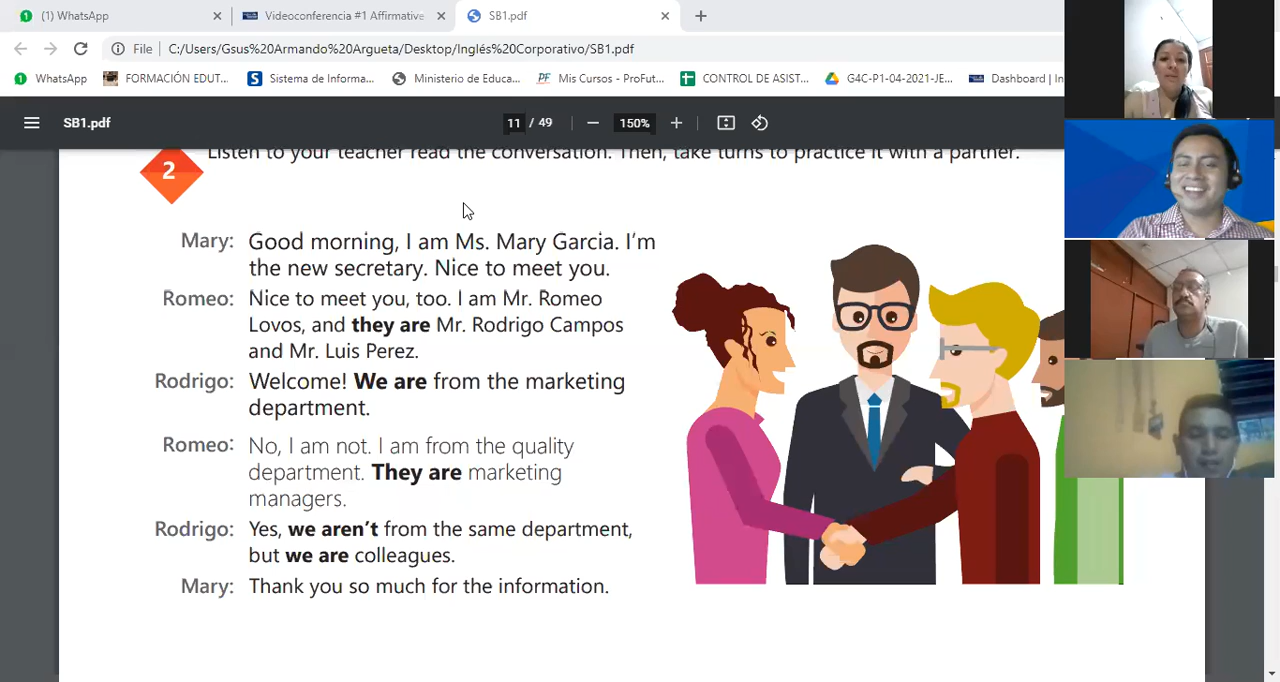 (1) WhatsApp
Videoconferencia #1 Affirmative
SB1.pdf
File
C:/Users/Gsus%20Armando%20Argueta/Desktop/Inglés%20Corporativo/SB1.pdf
WhatsApp
FORMACIÓN EDUT...
Sistema de Informa...
Ministerio de Educa...
Mis Cursos - ProFut...
CONTROL DE ASIST...
G4C-P1-04-2021-JE...
Dashboard | In
SB1.pdf
11 / 49
150%
Listen to your teacher read the conversation. Then, take turns to practice it with a partner.
2
Mary: Good morning, I am Ms. Mary Garcia. I'm
the new secretary. Nice to meet you.
Romeo: Nice to meet you, too. I am Mr. Romeo
Lovos, and they are Mr. Rodrigo Campos
and Mr. Luis Perez.
Rodrigo: Welcome! We are from the marketing
department.
Romeo: No, I am not. I am from the quality
department. They are marketing
managers.
Rodrigo: Yes, we aren't from the same department,
but we are colleagues.
Mary: Thank you so much for the information.